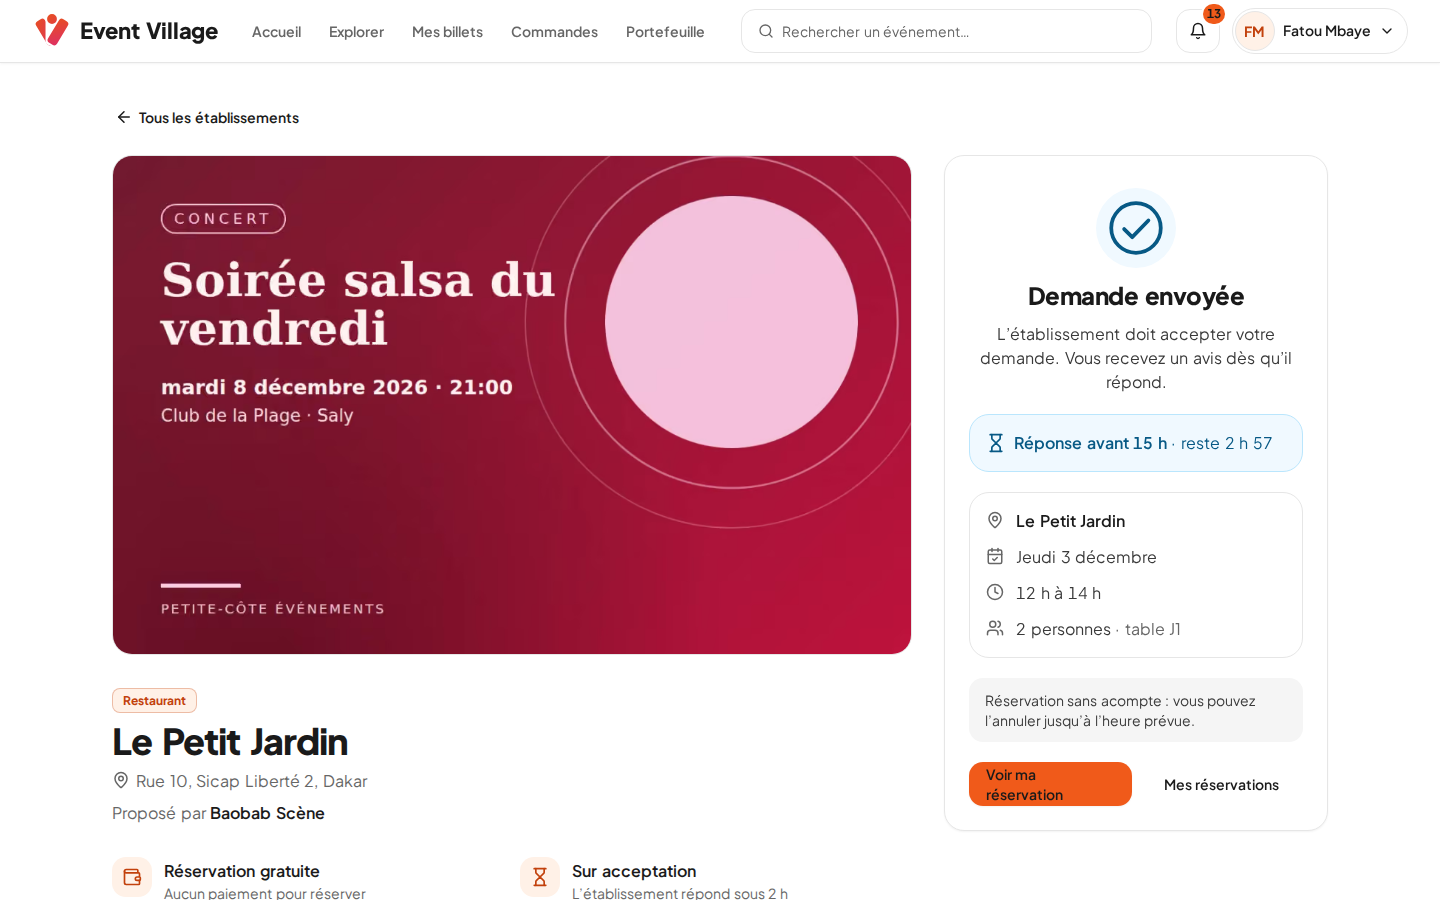 Event Village
Accueil
Explorer
Mes billets
Commandes
Portefeuille
Rechercher un événement…
13
FM
Fatou Mbaye
Tous les établissements
CONCERT
Soirée salsa du
vendredi
mardi 8 décembre 2026 · 21:00
Club de la Plage · Saly
PETITE-CÔTE ÉVÉNEMENTS
Restaurant
Le Petit Jardin
Rue 10, Sicap Liberté 2, Dakar
Proposé par Baobab Scène
Réservation gratuite
Aucun paiement pour réserver
Sur acceptation
L’établissement répond sous 2 h
Demande envoyée
L’établissement doit accepter votre
demande. Vous recevez un avis dès qu’il
répond.
Réponse avant 15 h · reste 2 h 57
Le Petit Jardin
Jeudi 3 décembre
12 h à 14 h
2 personnes · table J1
Réservation sans acompte : vous pouvez
l’annuler jusqu’à l’heure prévue.
Voir ma
réservation
Mes réservations